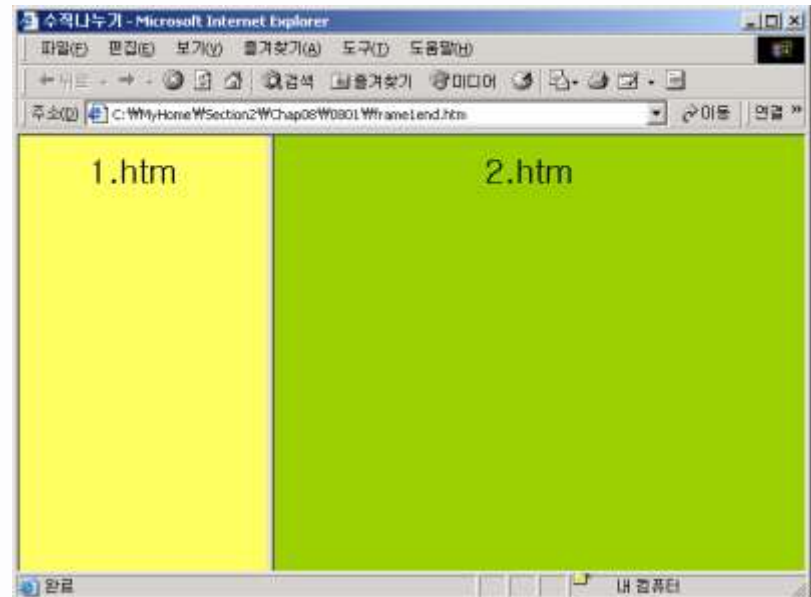 수직나누기 - Microsoft Internet Explorer
파일(F) 편집(E) 보기(V) 즐겨찾기(A) 도구(T) 도움말(H)
뒤로 검색 즐겨찾기 미디어
주소(D) C:₩MyHome₩Section2₩Chap08₩0801₩frame1end.htm 이동 연결 »
1.htm 2.htm
완료 내 컴퓨터